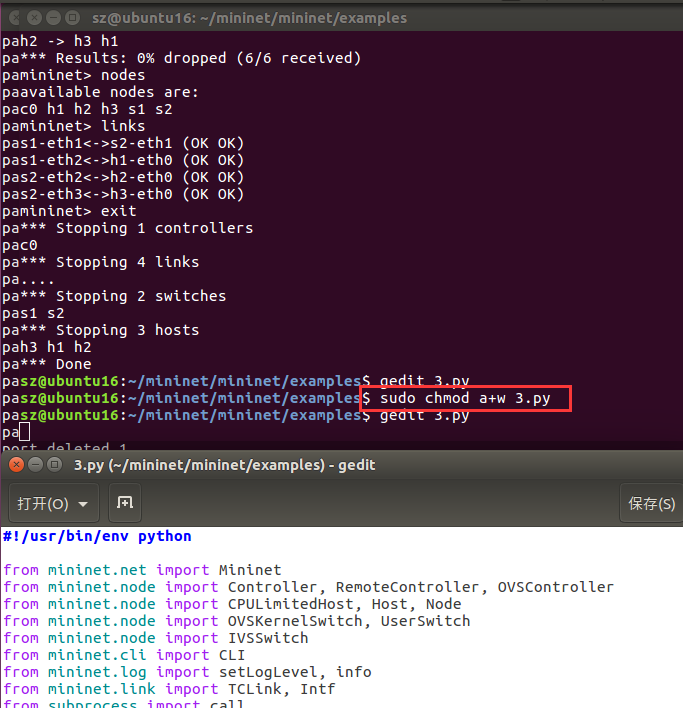 sz@ubuntu16: ~/mininet/mininet/examples
pah2 -> h3 h1
pa*** Results: 0% dropped (6/6 received)
pamininet> nodes
paavailable nodes are:
pac0 h1 h2 h3 s1 s2
pamininet> links
pas1-eth1<->s2-eth1 (OK OK)
pas1-eth2<->h1-eth0 (OK OK)
pas2-eth2<->h2-eth0 (OK OK)
pas2-eth3<->h3-eth0 (OK OK)
pamininet> exit
pa*** Stopping 1 controllers
pac0
pa*** Stopping 4 links
pa....
pa*** Stopping 2 switches
pas1 s2
pa*** Stopping 3 hosts
pah3 h1 h2
pa*** Done
pasz@ubuntu16:~/mininet/mininet/examples$ gedit 3.py
pasz@ubuntu16:~/mininet/mininet/examples$ sudo chmod a+w 3.py
pasz@ubuntu16:~/mininet/mininet/examples$ gedit 3.py
pa
port deleted 1
3.py (~/mininet/mininet/examples) - gedit
打开(O) 保存(S)
#!/usr/bin/env python
from mininet.net import Mininet
from mininet.node import Controller, RemoteController, OVSController
from mininet.node import CPULimitedHost, Host, Node
from mininet.node import OVSKernelSwitch, UserSwitch
from mininet.node import IVSSwitch
from mininet.cli import CLI
from mininet.log import setLogLevel, info
from mininet.link import TCLink, Intf
from subprocess import call